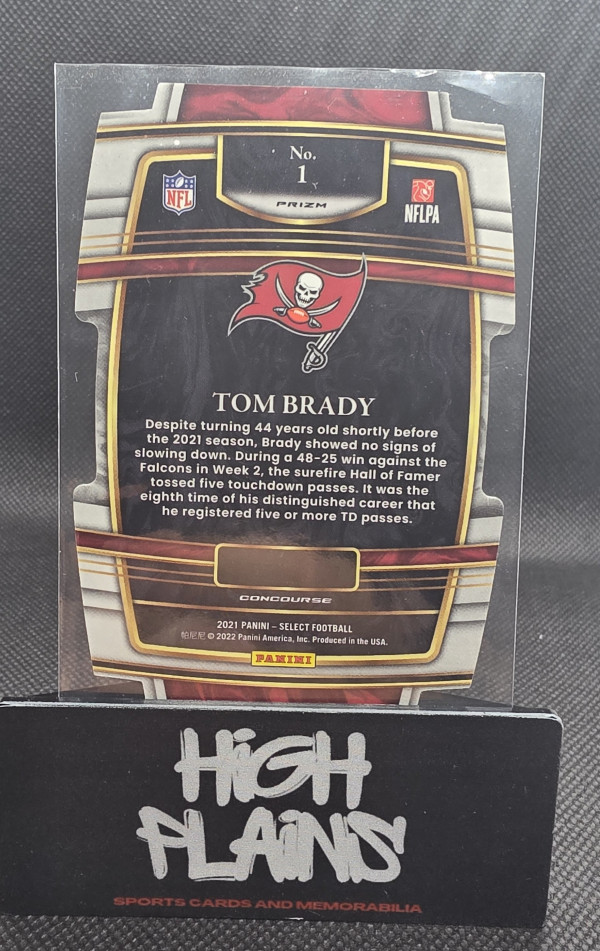 No.
1
PRIZM
NFL
NFLPA
TOM BRADY
Despite turning 44 years old shortly before
the 2021 season, Brady showed no signs of
slowing down. During a 48-25 win against the
Falcons in Week 2, the surefire Hall of Famer
tossed five touchdown passes. It was the
eighth time of his distinguished career that
he registered five or more TD passes.
CONCOURSE
2021 PANINI – SELECT FOOTBALL
帕尼尼 © 2022 Panini America, Inc. Produced in the USA.
PANINI
HiGH
PLAiNS
SPORTS CARDS AND MEMORABILIA